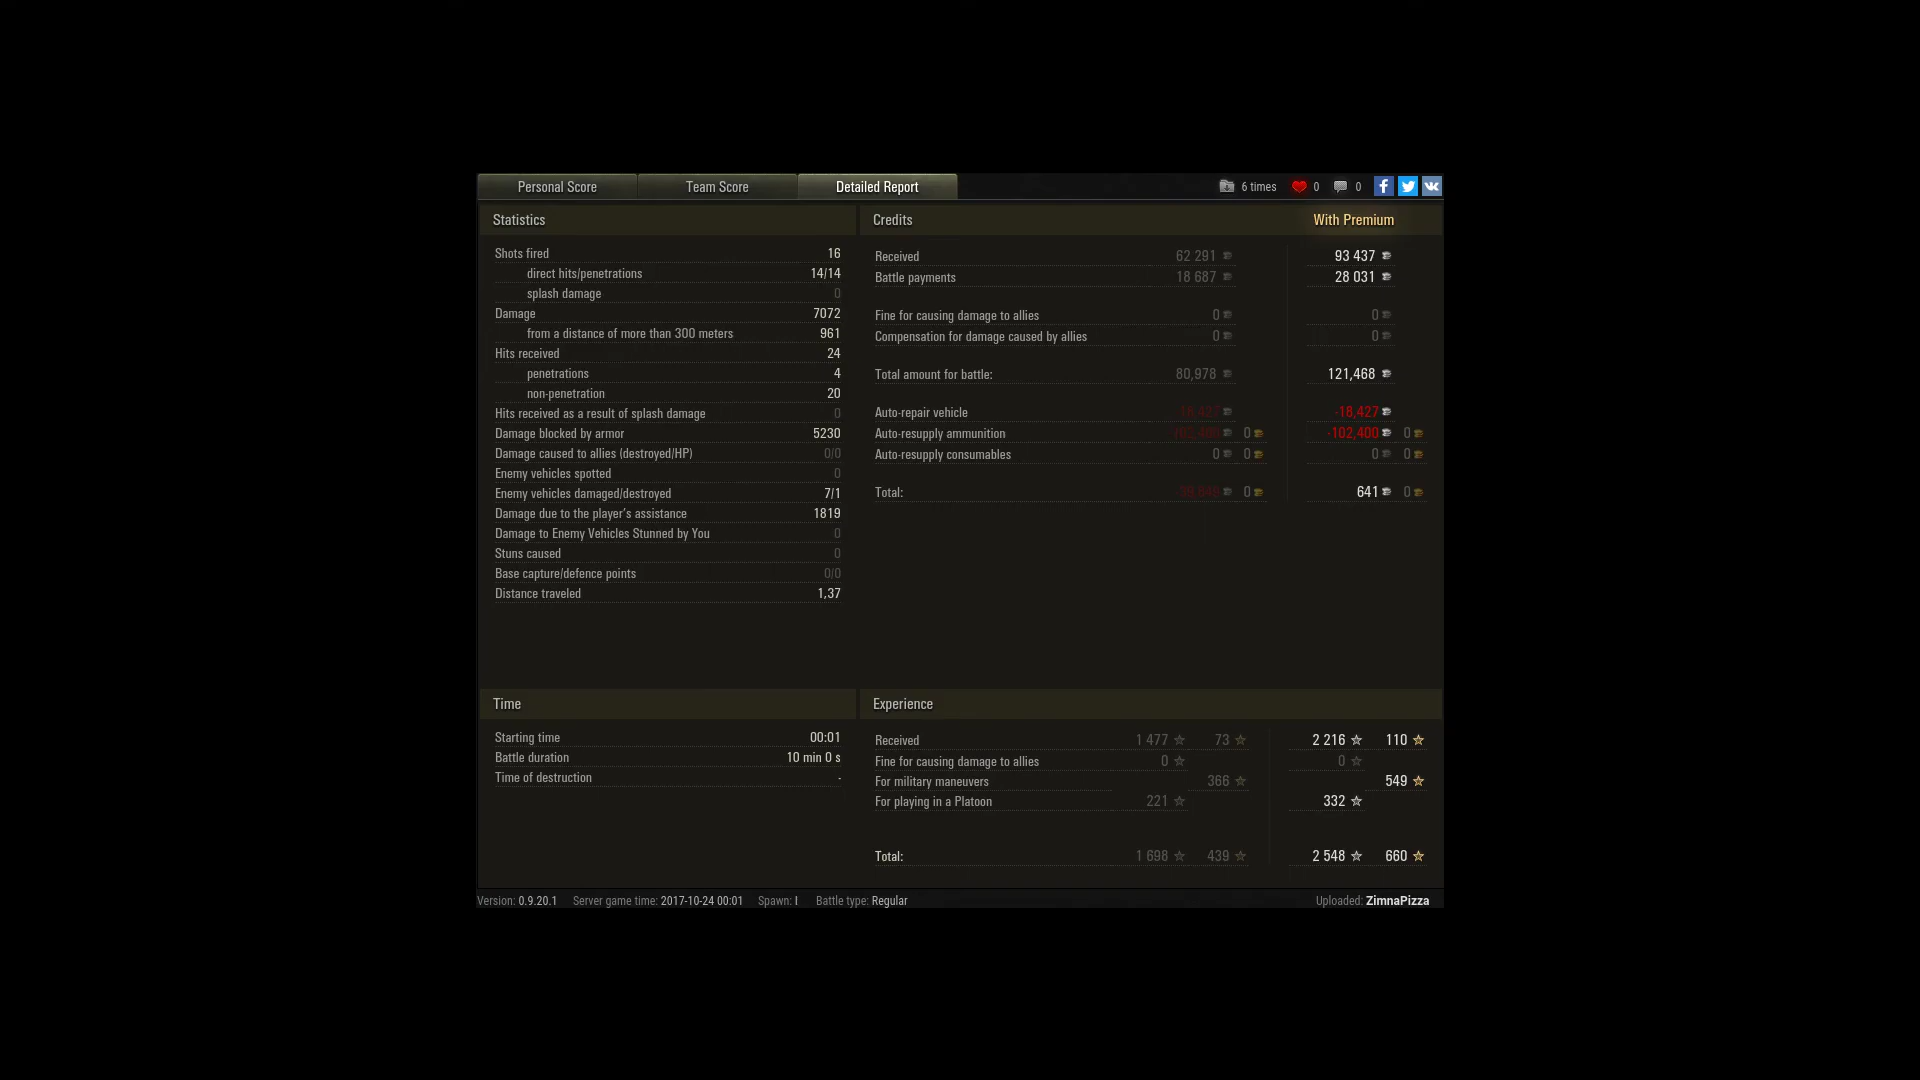 Personal Score Team Score Detailed Report 6 times 0 0
Statistics
Shots fired 16
direct hits/penetrations 14/14
splash damage 0
Damage 7072
from a distance of more than 300 meters 961
Hits received 24
penetrations 4
non-penetration 20
Hits received as a result of splash damage 0
Damage blocked by armor 5230
Damage caused to allies (destroyed/HP) 0/0
Enemy vehicles spotted 0
Enemy vehicles damaged/destroyed 7/1
Damage due to the player's assistance 1819
Damage to Enemy Vehicles Stunned by You 0
Stuns caused 0
Base capture/defence points 0/0
Distance traveled 1,37
Credits With Premium
Received 62 291 93 437
Battle payments 18 687 28 031
Fine for causing damage to allies 0 0
Compensation for damage caused by allies 0 0
Total amount for battle: 80,978 121,468
Auto-repair vehicle -18,427 -18,427
Auto-resupply ammunition 0 -102,400 0
Auto-resupply consumables 0 0 0 0
Total: 0 641 0
Time
Starting time 00:01
Battle duration 10 min 0 s
Time of destruction -
Experience
Received 1 477 73 2 216 110
Fine for causing damage to allies 0 0
For military maneuvers 366 549
For playing in a Platoon 221 332
Total: 1 698 439 2 548 660
Version: 0.9.20.1 Server game time: 2017-10-24 00:01 Spawn: I Battle type: Regular Uploaded: ZimnaPizza